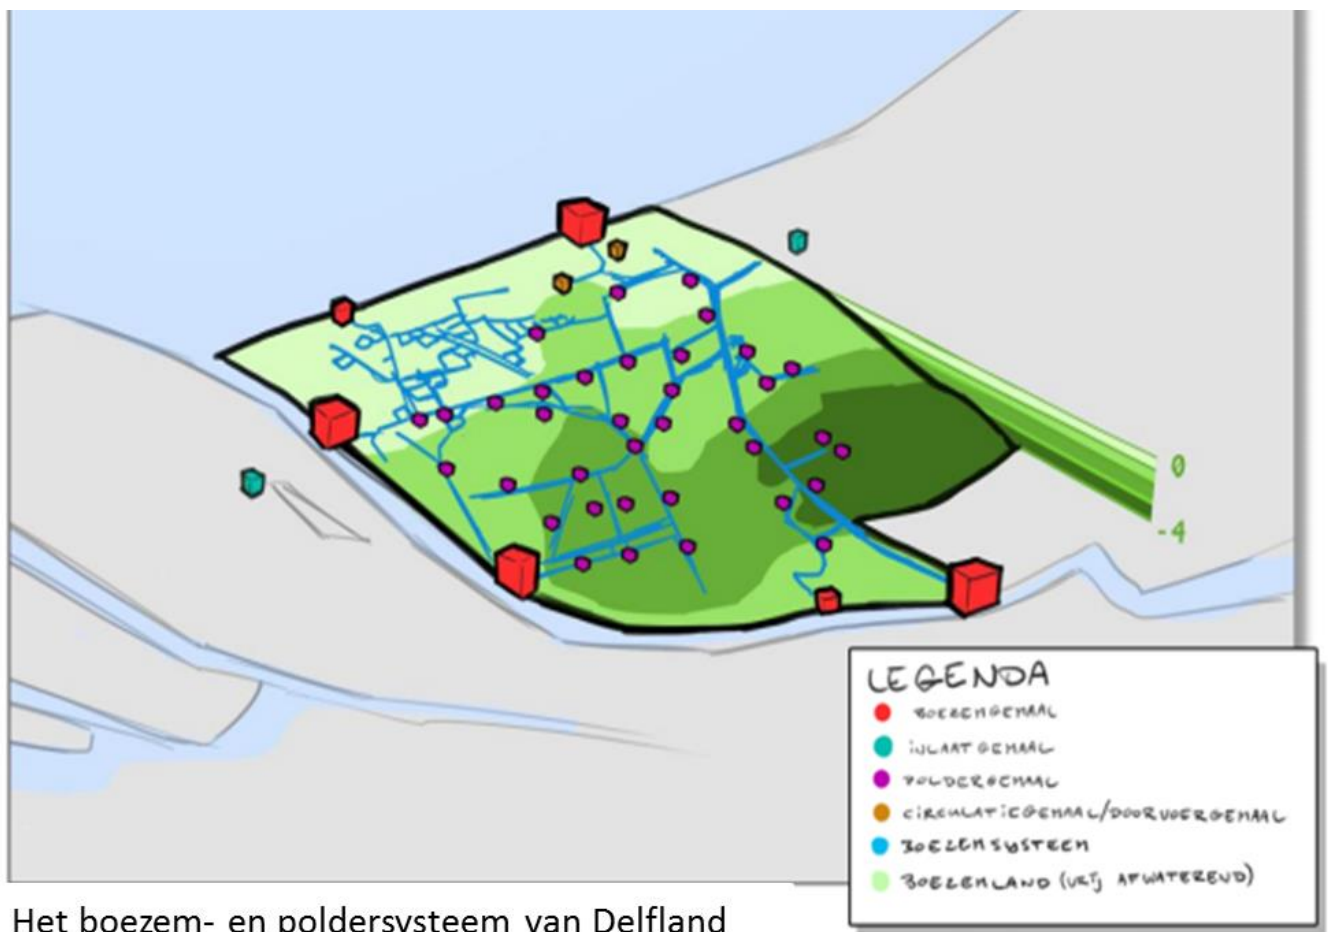 0
-4
LEGENDA
BOEZEMGEMAAL
INLAATGEMAAL
POLDERGEMAAL
CIRCULATIEGEMAAL/DOORVOERGEMAAL
BOEZEMSYSTEEM
BOEZEMLAND (VRIJ AFWATEREND)
Het boezem- en poldersysteem van Delfland